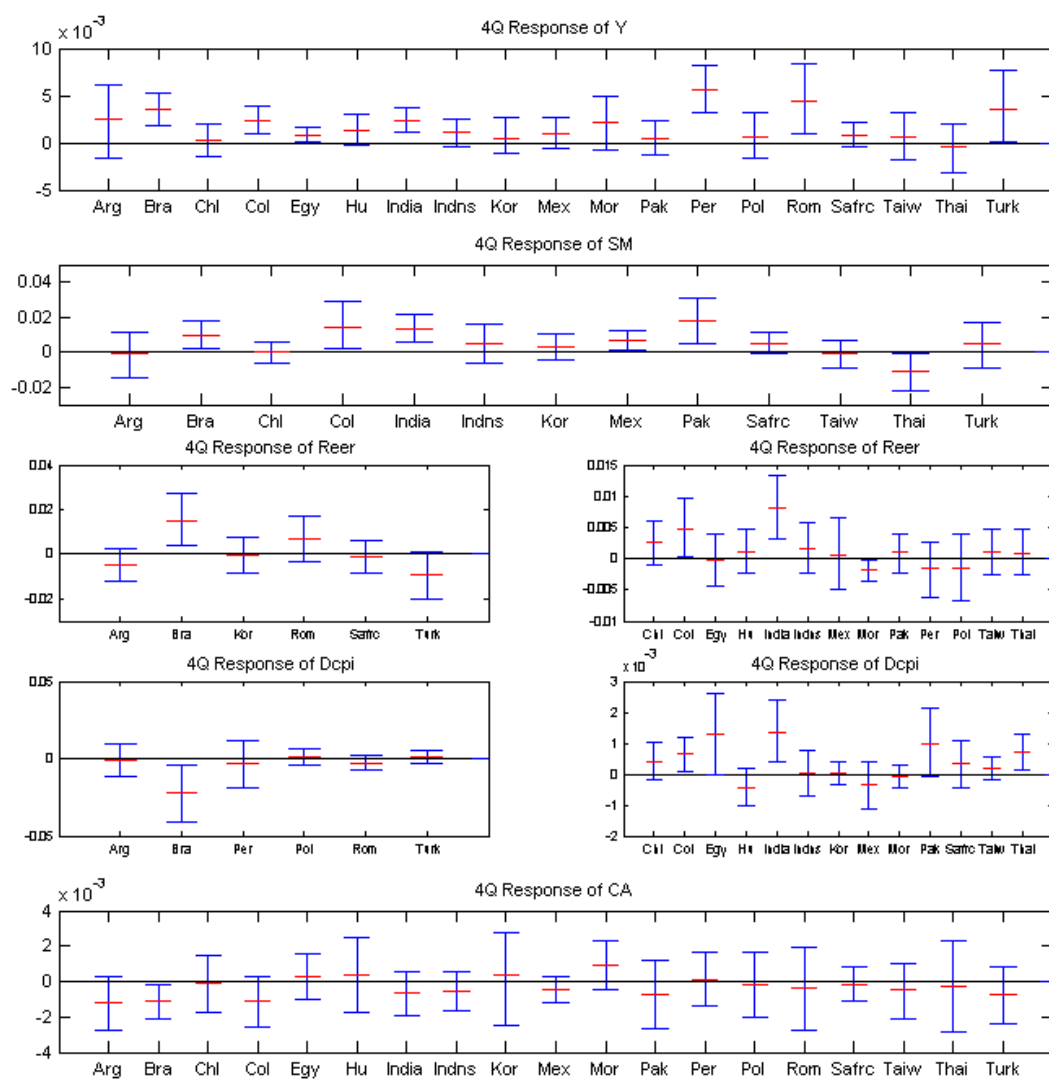 4Q Response of Y
x 10^-3
10
5
0
-5
Arg Bra Chl Col Egy Hu India Indns Kor Mex Mor Pak Per Pol Rom Safrc Taiw Thai Turk
4Q Response of SM
0.04
0.02
0
-0.02
Arg Bra Chl Col India Indns Kor Mex Pak Safrc Taiw Thai Turk
4Q Response of Reer
0.04
0.02
0
-0.02
Arg Bra Kor Rom Safrc Turk
4Q Response of Reer
0.015
0.01
0.005
0
-0.005
-0.01
Chl Col Egy Hu India Indns Mex Mor Pak Per Pol Taiw Thai
4Q Response of Dcpi
0.05
0
-0.05
Arg Bra Per Pol Rom Turk
4Q Response of Dcpi
x 10^-3
3
2
1
0
-1
-2
Chl Col Egy Hu India Indns Kor Mex Mor Pak Safrc Taiw Thai
4Q Response of CA
x 10^-3
4
2
0
-2
-4
Arg Bra Chl Col Egy Hu India Indns Kor Mex Mor Pak Per Pol Rom Safrc Taiw Thai Turk